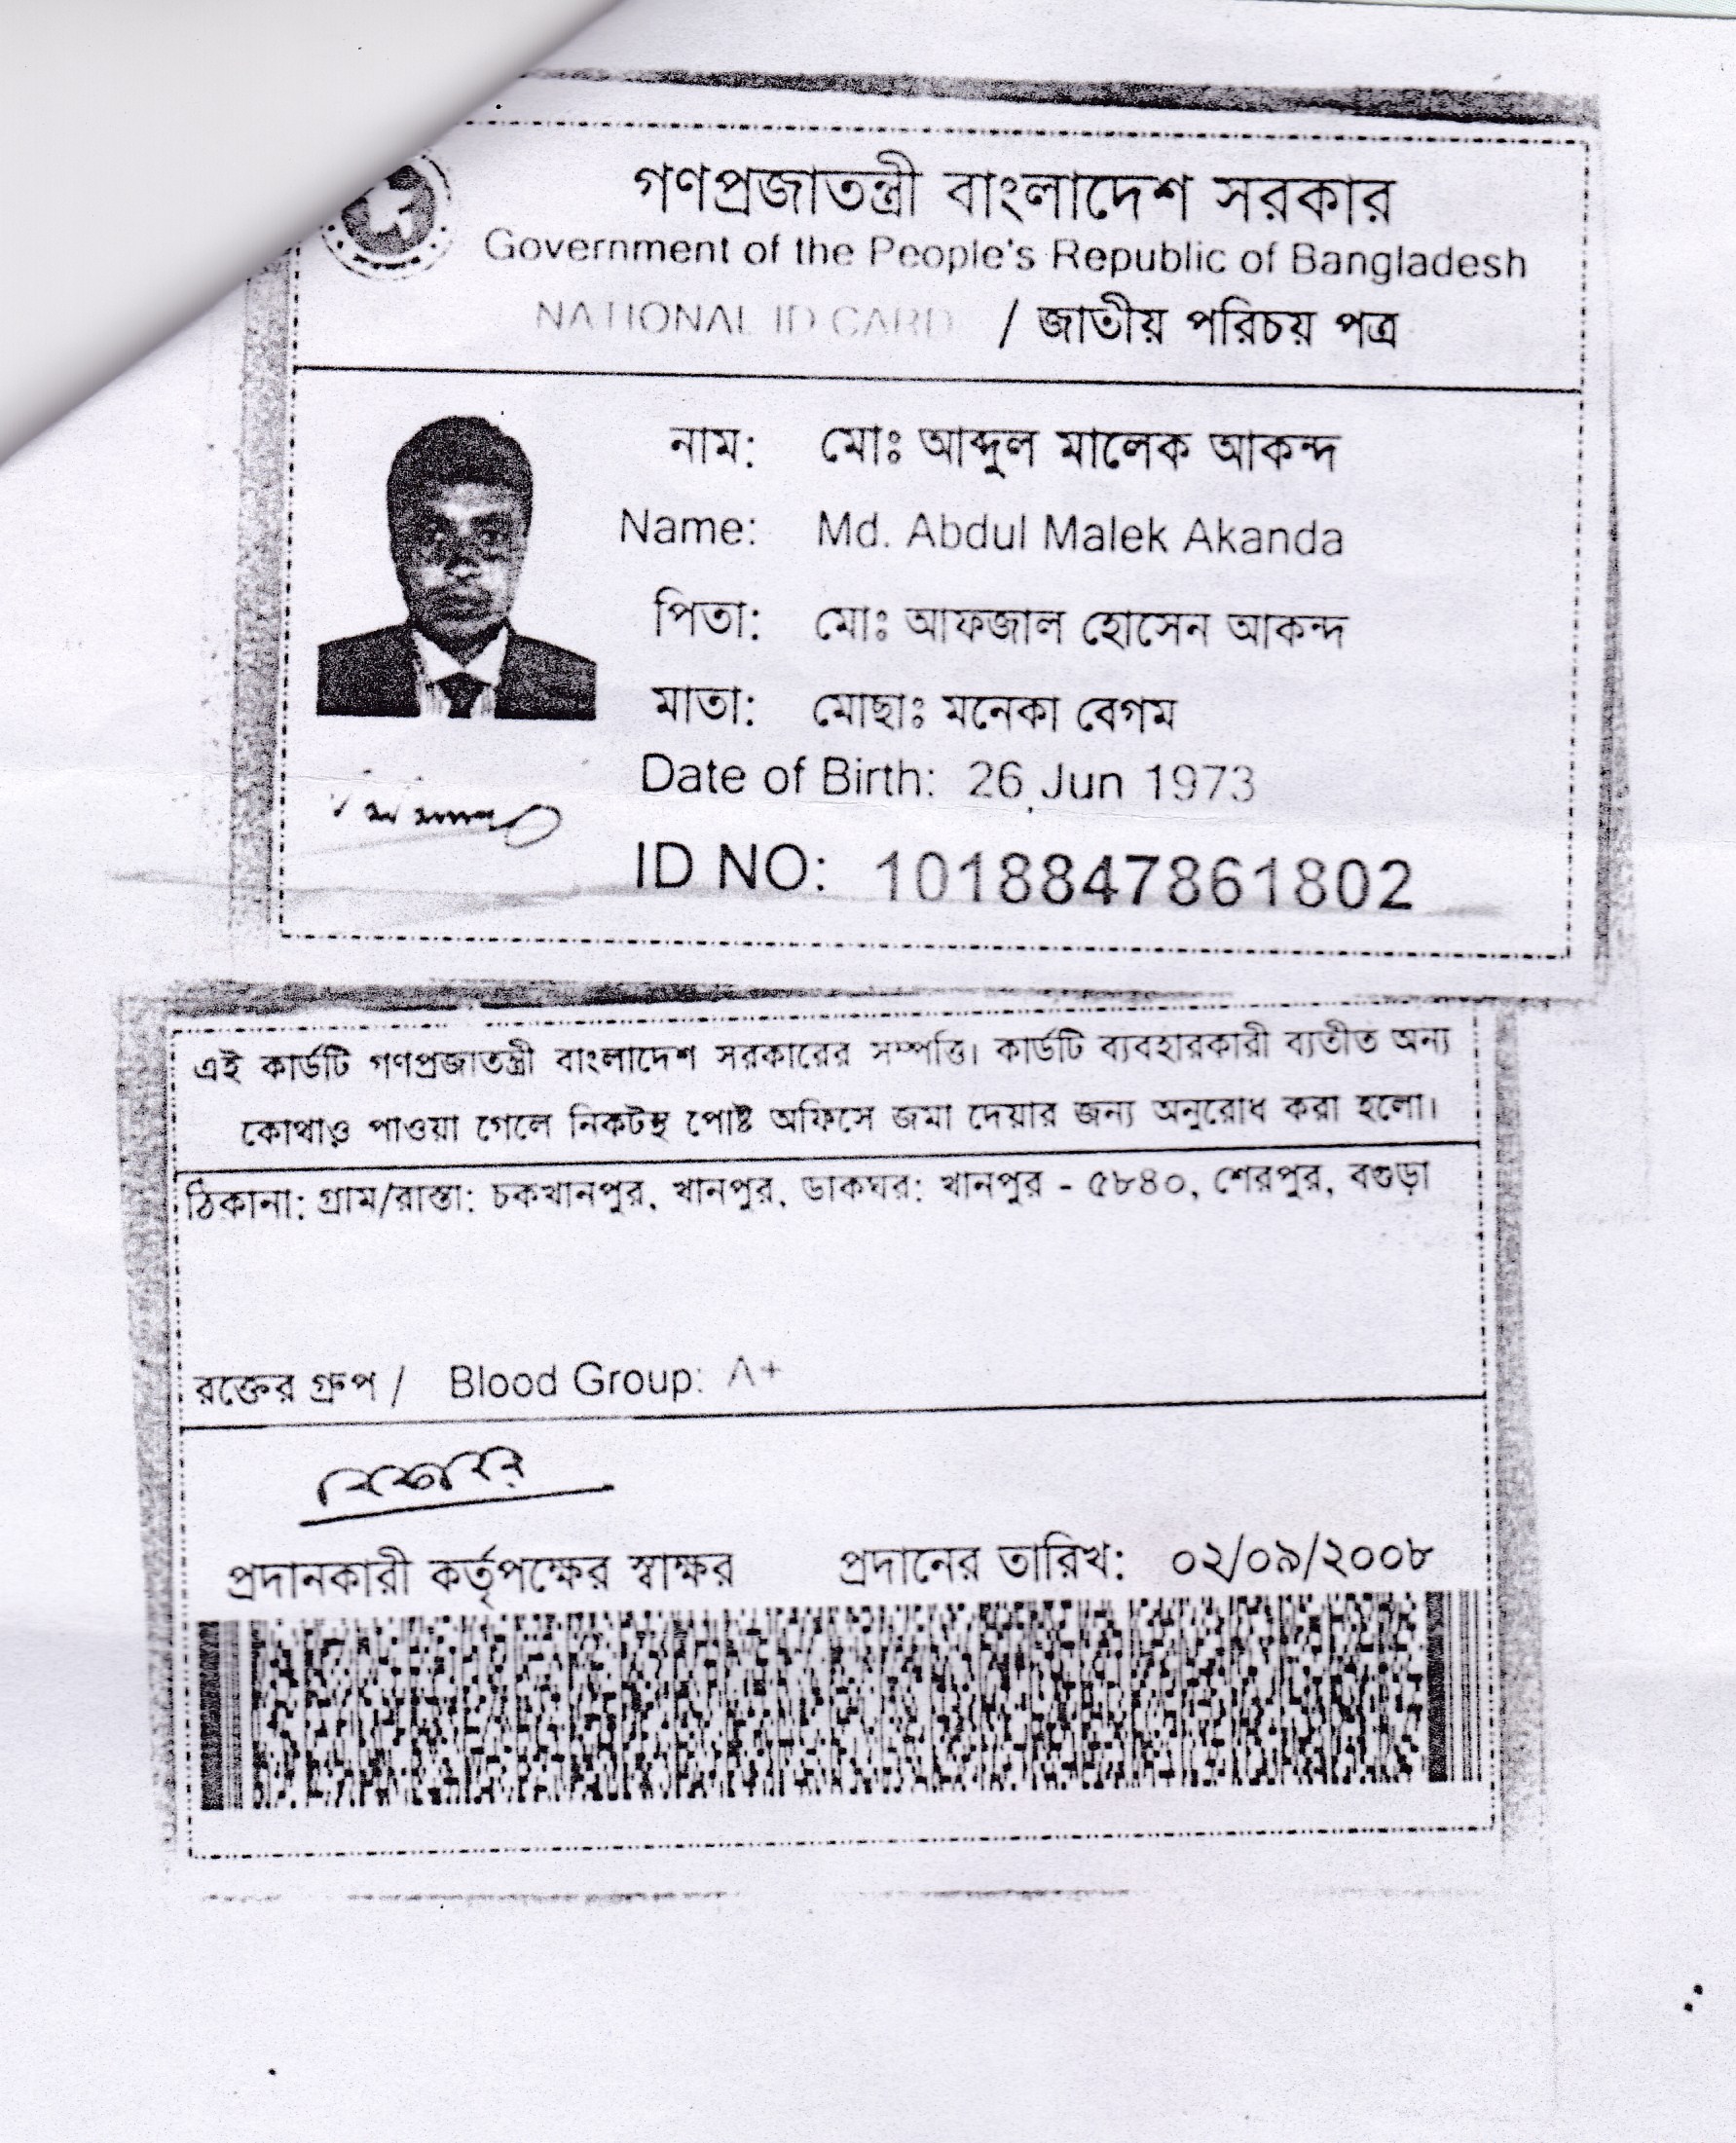 গণপ্রজাতন্ত্রী বাংলাদেশ সরকার
Government of the People's Republic of Bangladesh
NATIONAL ID CARD / জাতীয় পরিচয় পত্র
নাম: মোঃ আব্দুল মালেক আকন্দ
Name: Md. Abdul Malek Akanda
পিতা: মোঃ আফজাল হোসেন আকন্দ
মাতা: মোছাঃ মনেকা বেগম
Date of Birth: 26 Jun 1973
ID NO: 1018847861802
এই কার্ডটি গণপ্রজাতন্ত্রী বাংলাদেশ সরকারের সম্পত্তি। কার্ডটি ব্যবহারকারী ব্যতীত অন্য
কোথাও পাওয়া গেলে নিকটস্থ পোষ্ট অফিসে জমা দেয়ার জন্য অনুরোধ করা হলো।
ঠিকানা: গ্রাম/রাস্তা: চকখানপুর, খানপুর, ডাকঘর: খানপুর - ৫৮৪০, শেরপুর, বগুড়া
রক্তের গ্রুপ / Blood Group: A+
প্রদানকারী কর্তৃপক্ষের স্বাক্ষর প্রদানের তারিখ: ০২/০৯/২০০৮